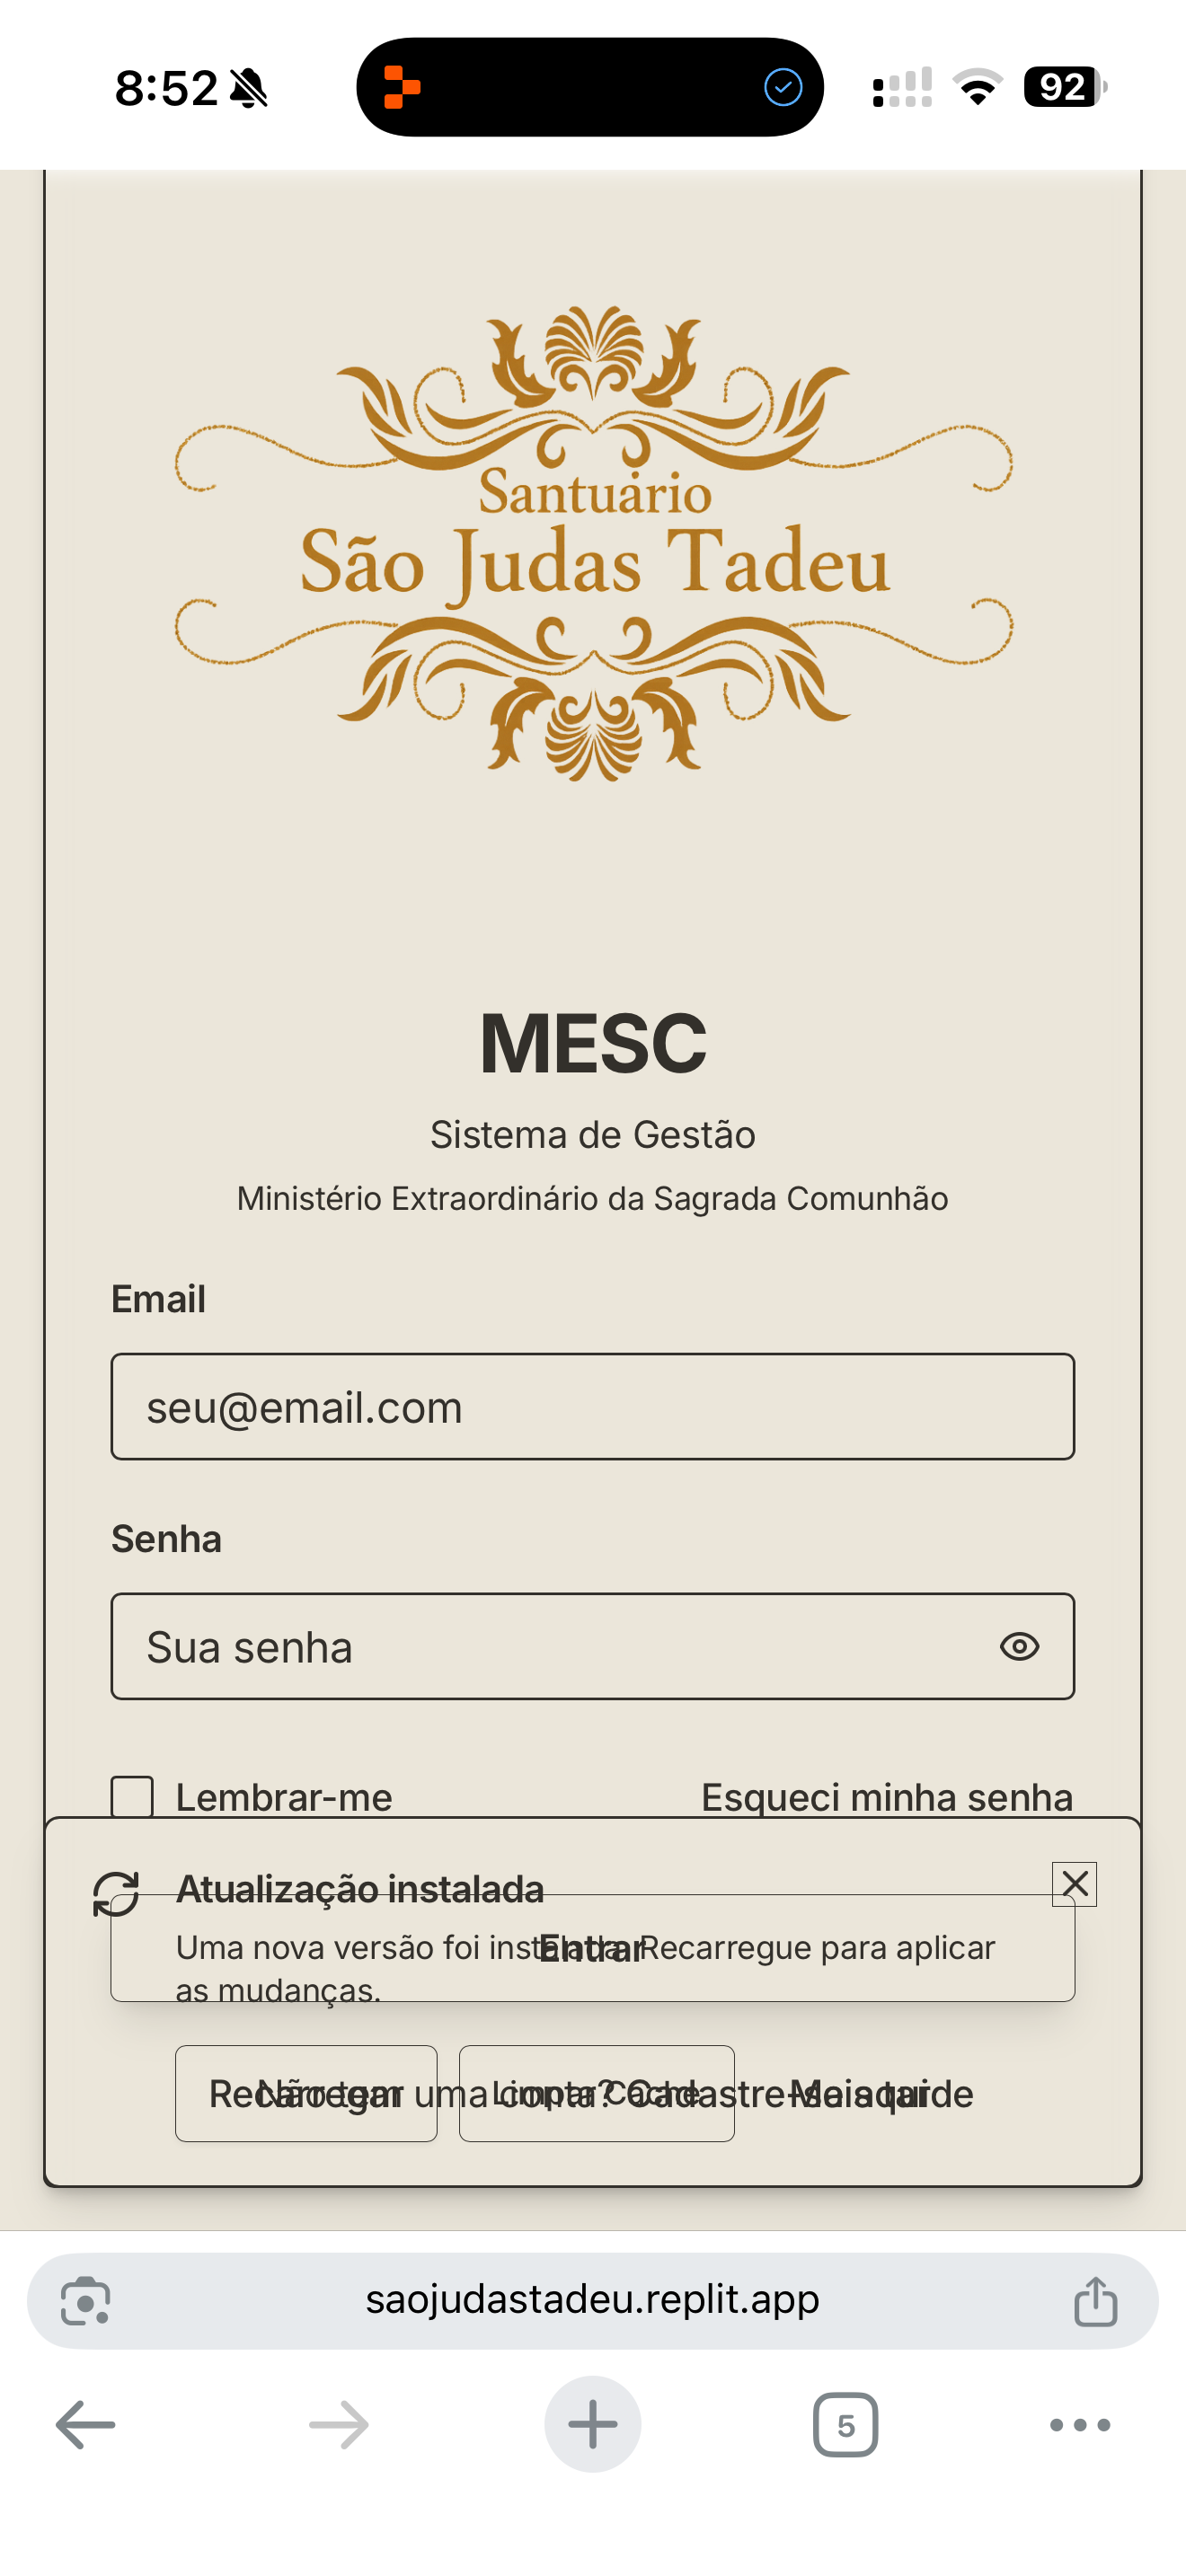 8:52
92
Santuário
São Judas Tadeu
MESC
Sistema de Gestão
Ministério Extraordinário da Sagrada Comunhão
Email
seu@email.com
Senha
Sua senha
Lembrar-me
Esqueci minha senha
Atualização instalada
Uma nova versão foi instalada. Recarregue para aplicar
as mudanças.
Entrar
Recarregar
Limpar Cache
Mais tarde
Não tem uma conta? Cadastre-se aqui
saojudastadeu.replit.app
5